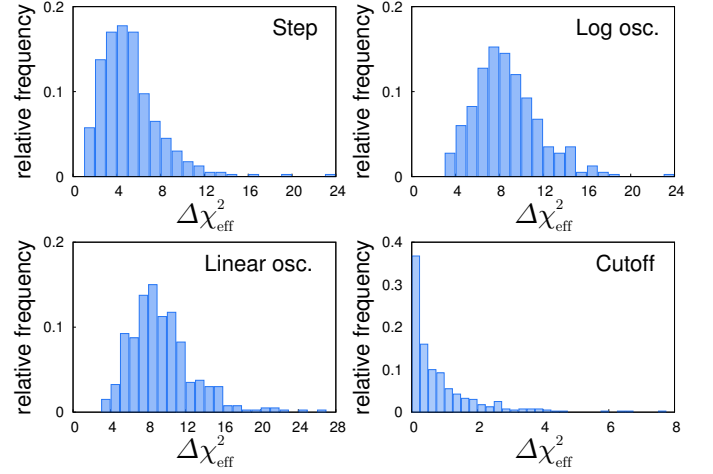 relative frequency
0.2
0.1
0
Step
0 4 8 12 16 20 24
Δχ²eff
relative frequency
0.2
0.1
0
Log osc.
0 4 8 12 16 20 24
Δχ²eff
relative frequency
0.2
0.1
0
Linear osc.
0 4 8 12 16 20 24 28
Δχ²eff
relative frequency
0.4
0.3
0.2
0.1
0
Cutoff
0 2 4 6 8
Δχ²eff